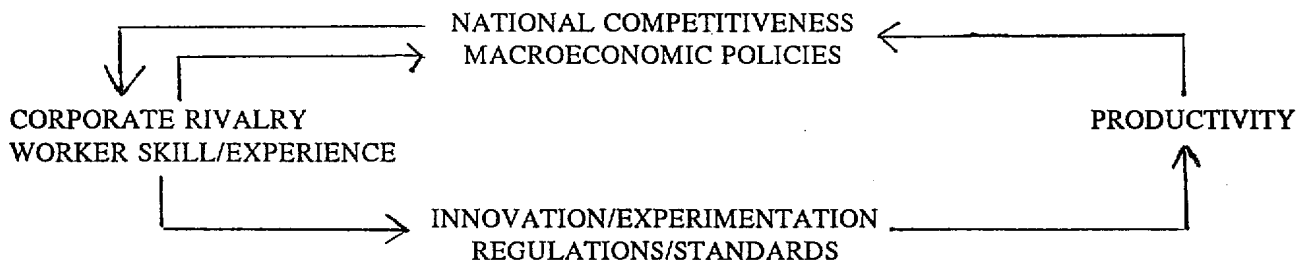 NATIONAL COMPETITIVENESS
MACROECONOMIC POLICIES
CORPORATE RIVALRY
WORKER SKILL/EXPERIENCE
PRODUCTIVITY
INNOVATION/EXPERIMENTATION
REGULATIONS/STANDARDS